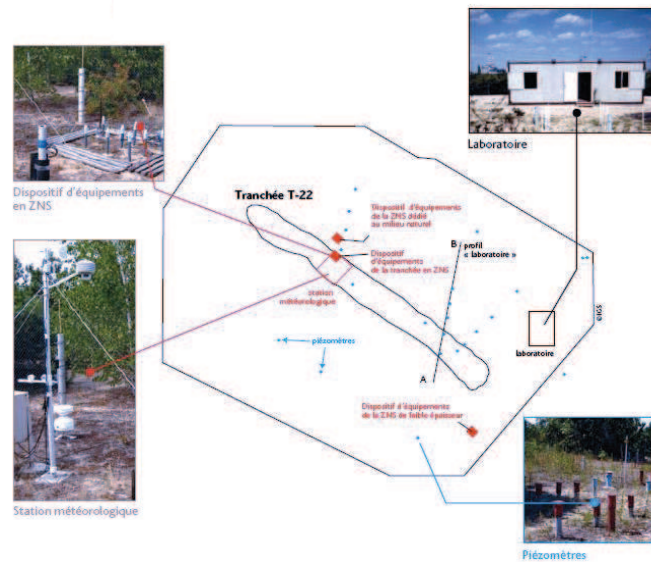 Laboratoire
Dispositif d'équipements
en ZNS
Tranchée T-22
Dispositif d'équipements
de la ZNS dédié
au milieu naturel
B
profil
« laboratoire »
Dispositif
d'équipements
de la tranchée en ZNS
station
météorologique
©IGS
piézomètres
laboratoire
A
Dispositif d'équipements
de la ZNS de faible épaisseur
Station météorologique
Piézomètres